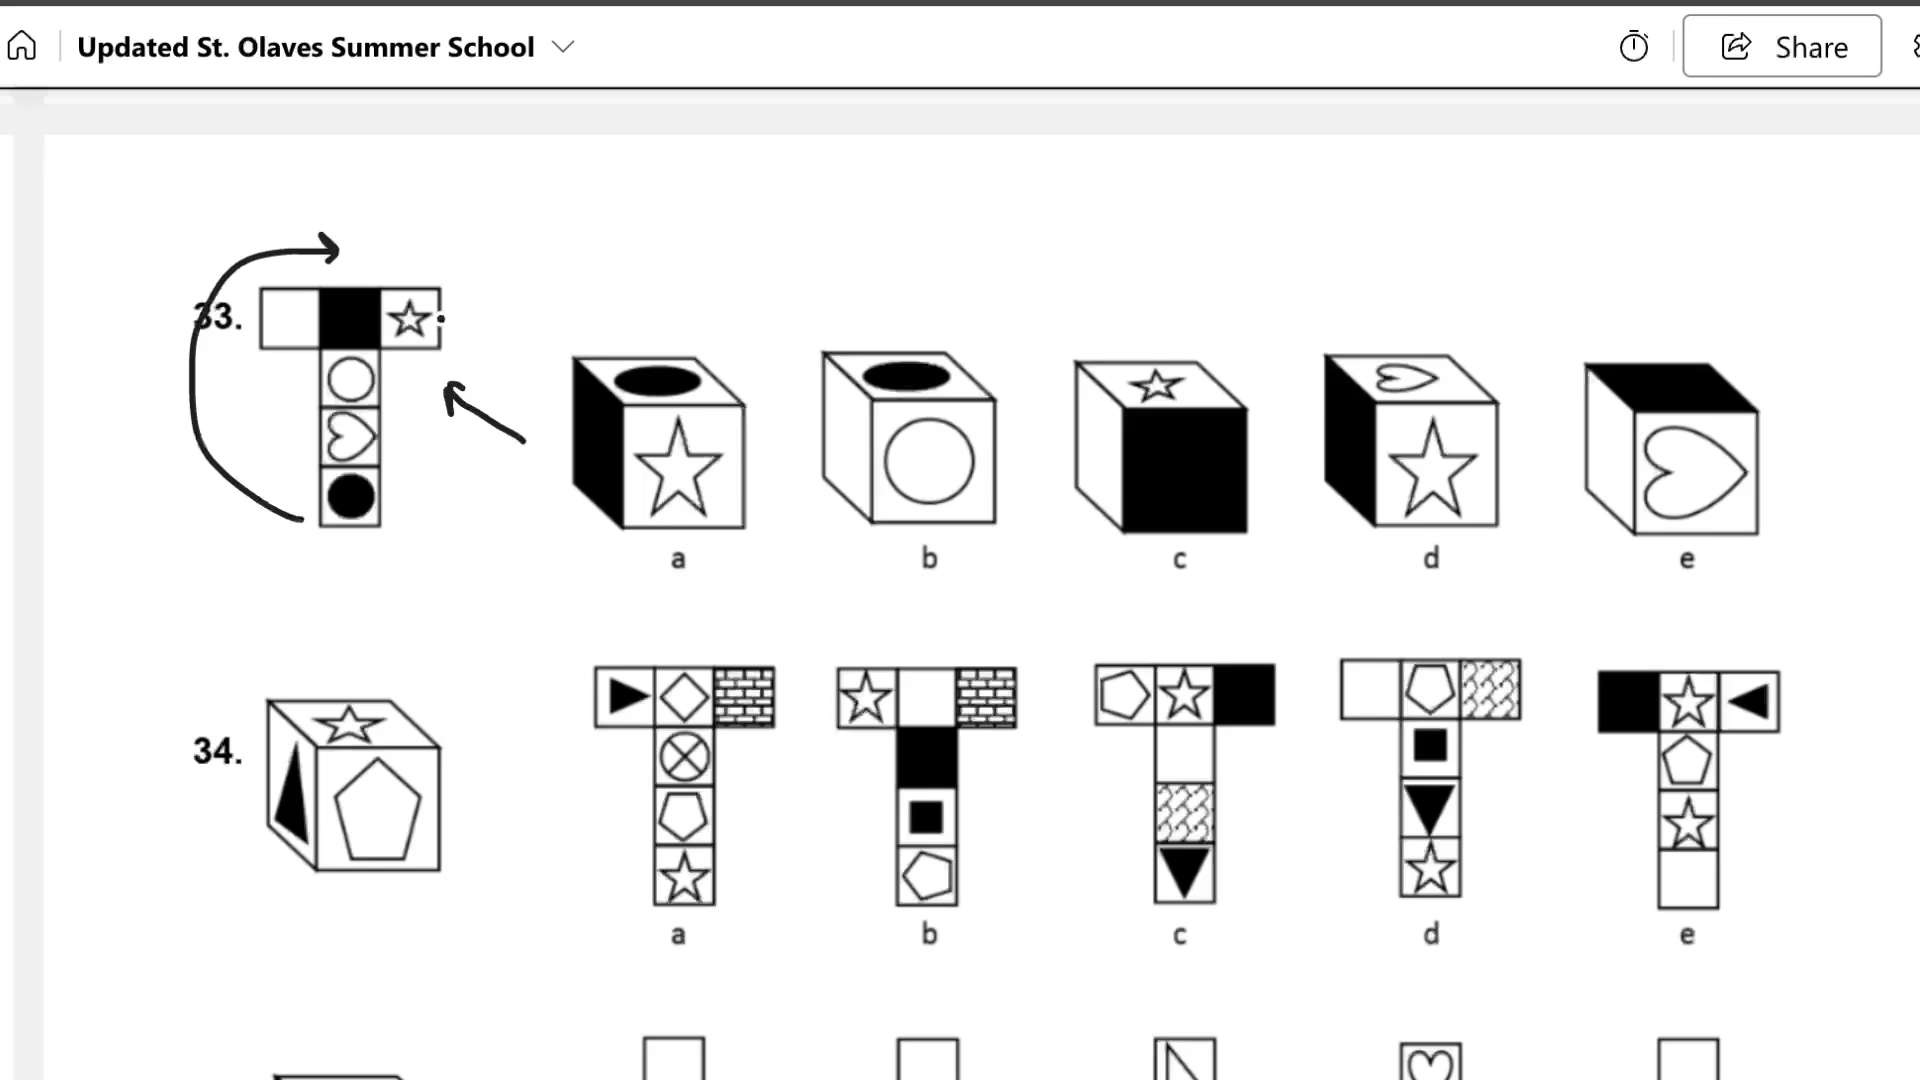 Updated St. Olaves Summer School
Share
33.
a b c d e
34.
a b c d e